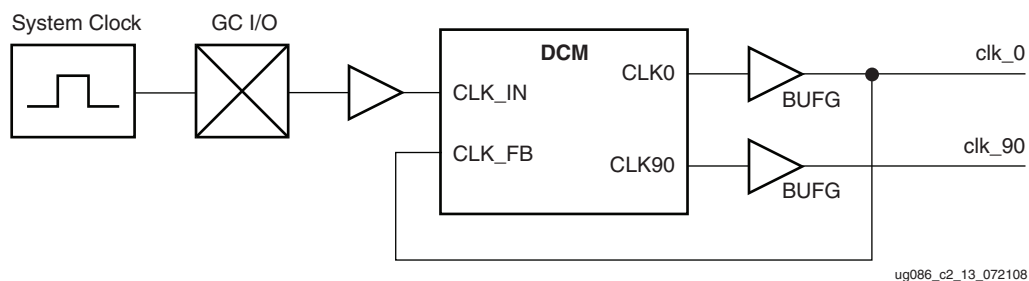 System Clock
GC I/O
DCM
clk_0
CLK0
CLK_IN
BUFG
CLK_FB
clk_90
CLK90
BUFG
ug086_c2_13_072108